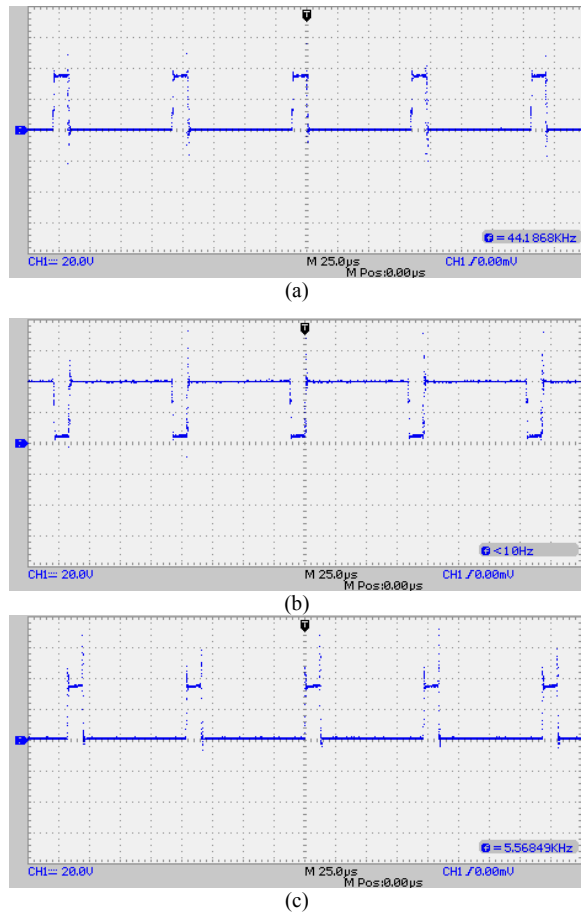 T
f = 44.1868KHz
CH1 20.0V M 25.0µs CH1 0.00mV
M Pos:0.00µs
(a)
T
f <10Hz
CH1 20.0V M 25.0µs CH1 0.00mV
M Pos:0.00µs
(b)
T
f = 5.56849KHz
CH1 20.0V M 25.0µs CH1 0.00mV
M Pos:0.00µs
(c)